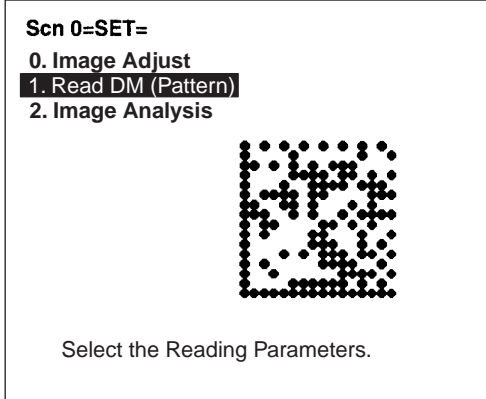 Scn 0=SET=
0. Image Adjust
1. Read DM (Pattern)
2. Image Analysis
Select the Reading Parameters.